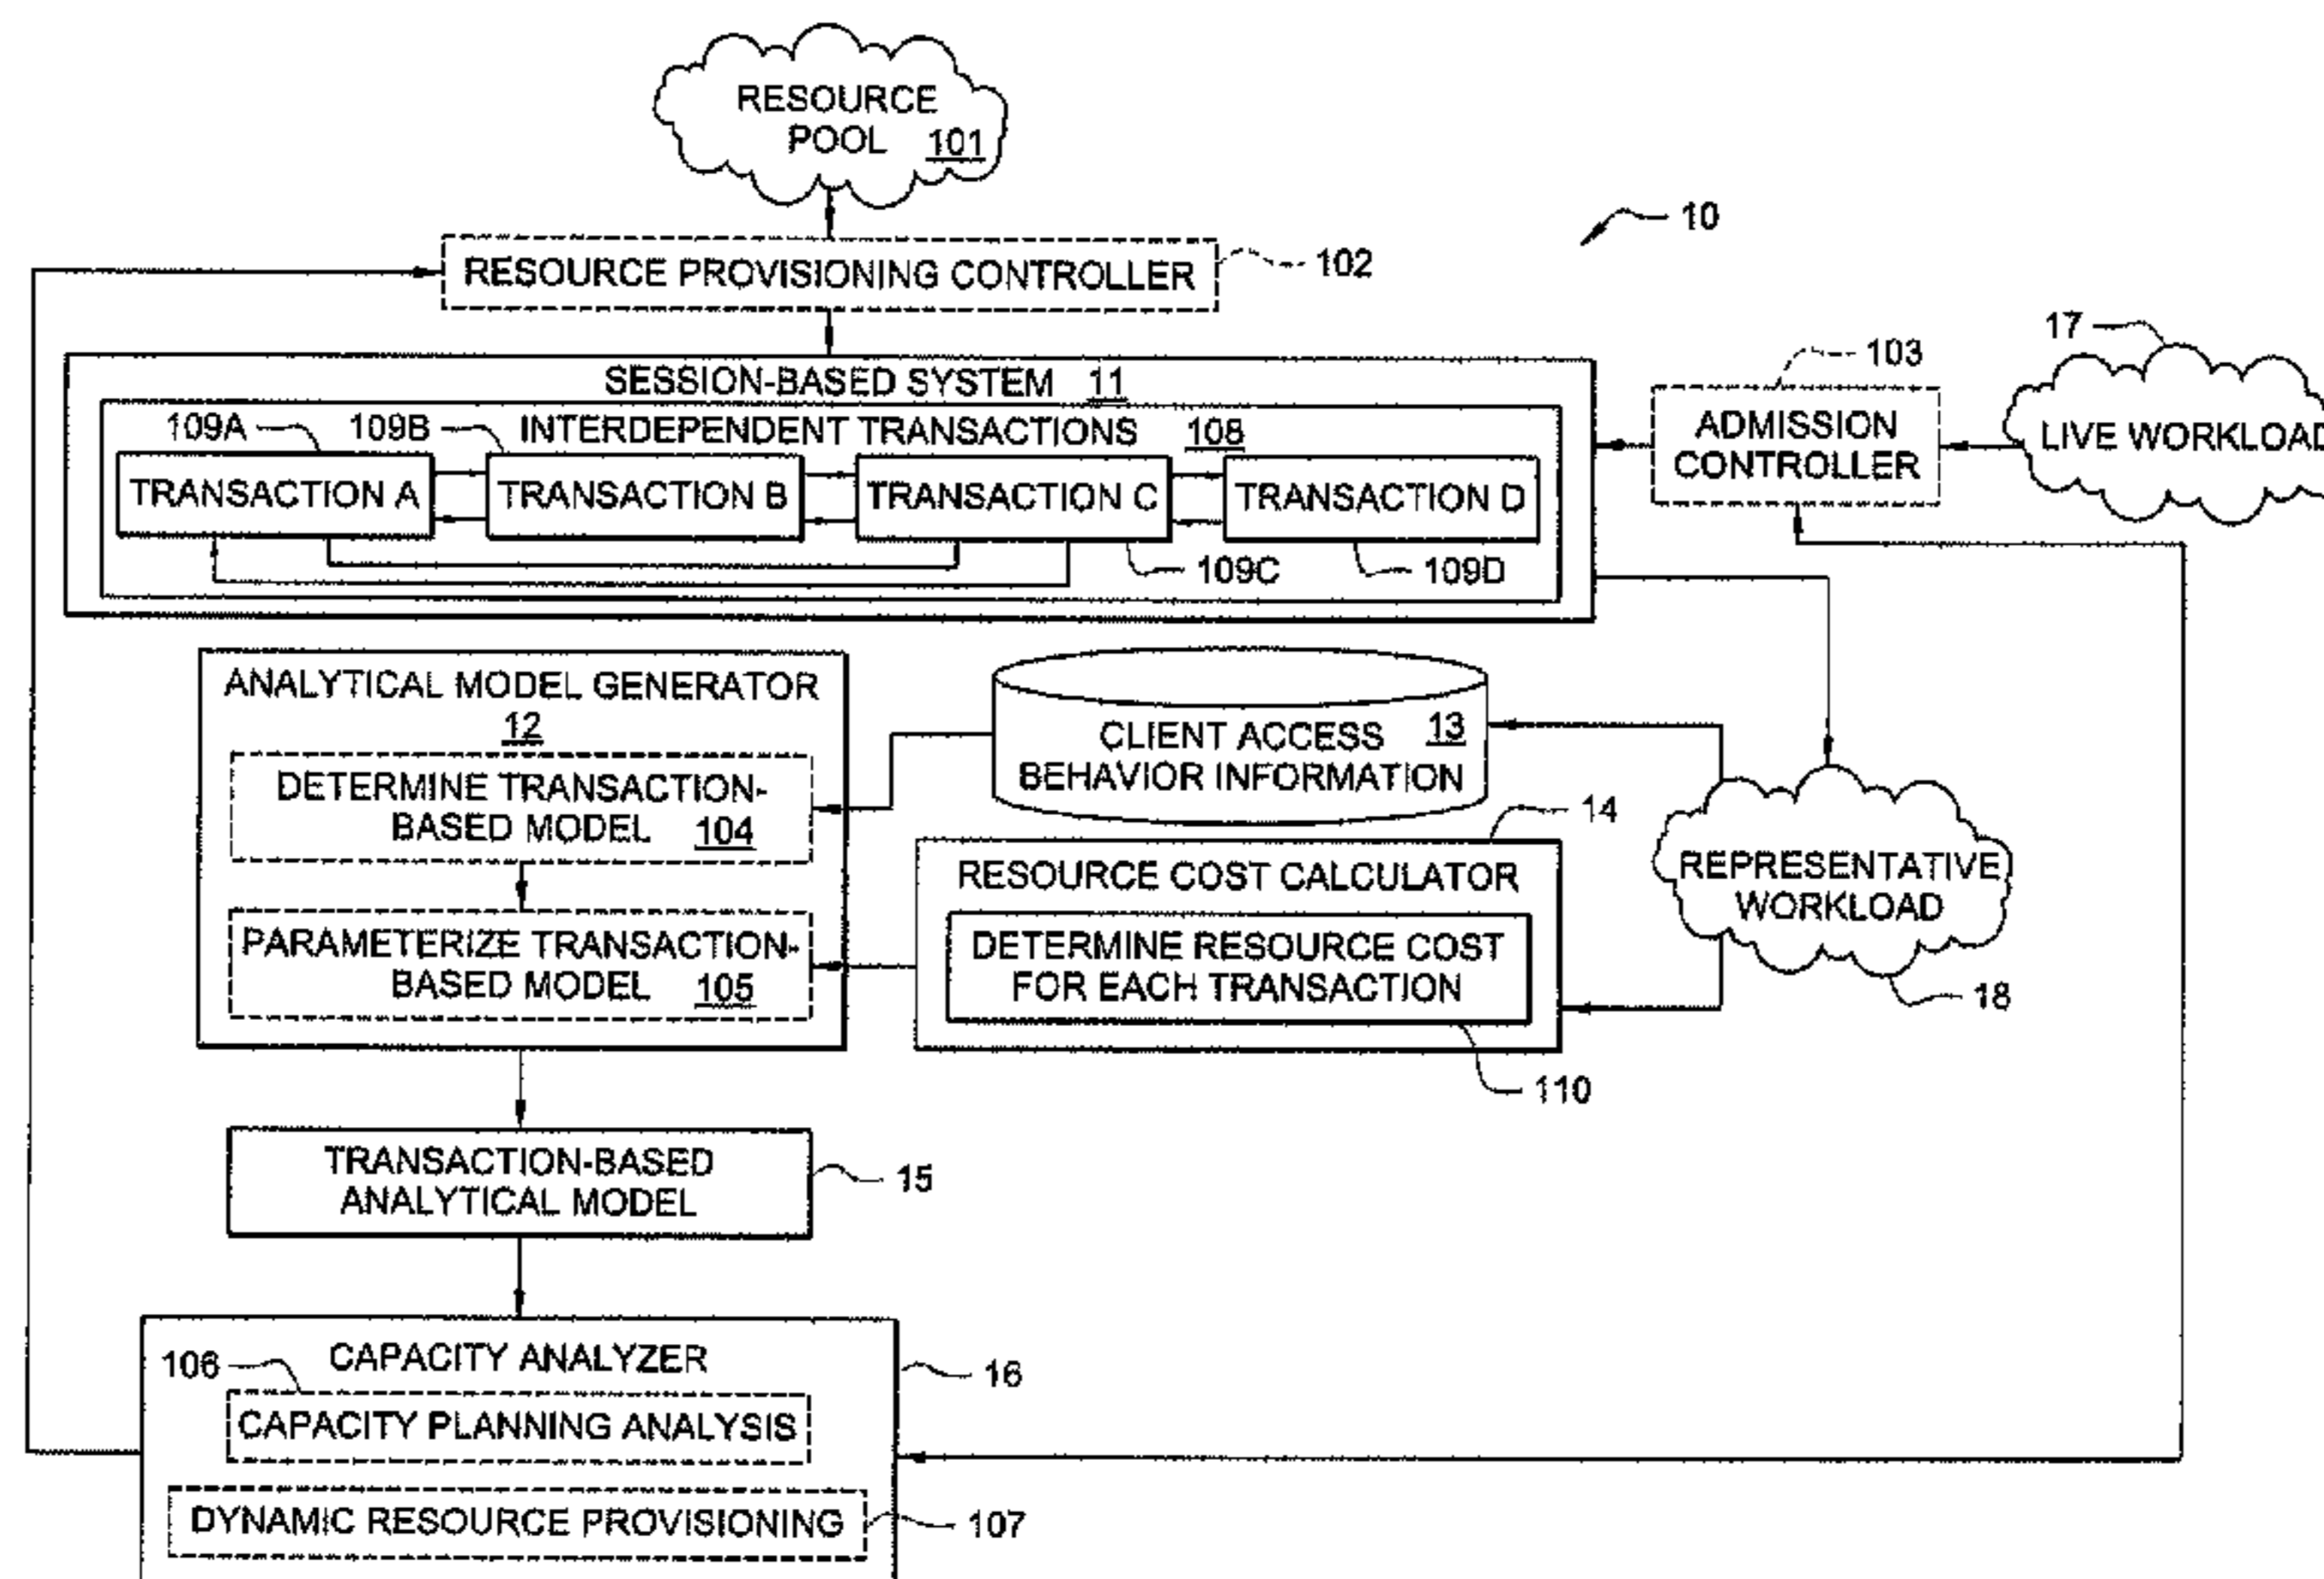 RESOURCE
POOL 101
10
RESOURCE PROVISIONING CONTROLLER
102
17
103
SESSION-BASED SYSTEM 11
ADMISSION
CONTROLLER
LIVE WORKLOAD
109A
109B
INTERDEPENDENT TRANSACTIONS 108
TRANSACTION A
TRANSACTION B
TRANSACTION C
TRANSACTION D
109C
109D
ANALYTICAL MODEL GENERATOR
12
CLIENT ACCESS 13
BEHAVIOR INFORMATION
DETERMINE TRANSACTION-
BASED MODEL 104
14
RESOURCE COST CALCULATOR
REPRESENTATIVE
WORKLOAD
PARAMETERIZE TRANSACTION-
BASED MODEL 105
DETERMINE RESOURCE COST
FOR EACH TRANSACTION
18
110
TRANSACTION-BASED
ANALYTICAL MODEL
15
CAPACITY ANALYZER
106
16
CAPACITY PLANNING ANALYSIS
DYNAMIC RESOURCE PROVISIONING
107